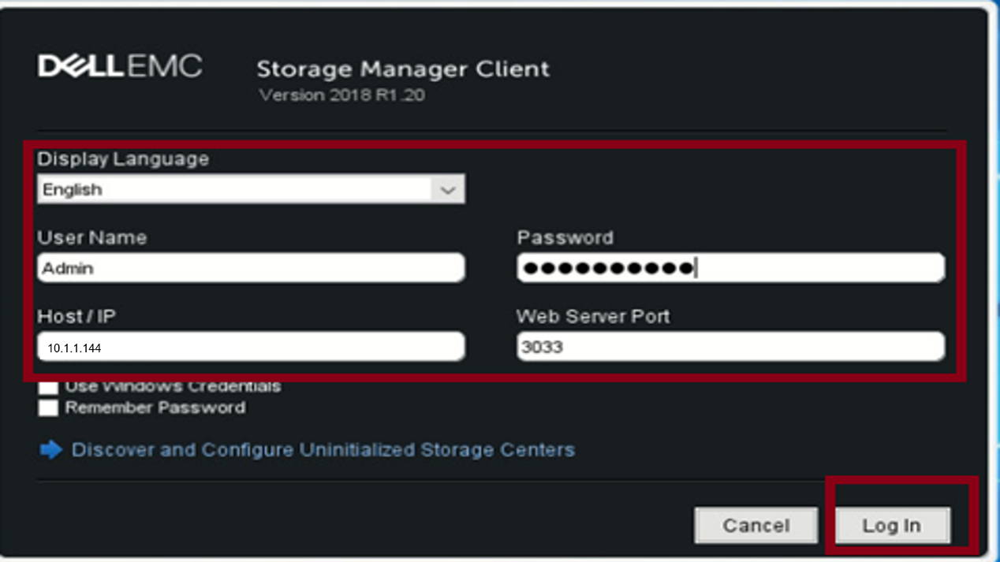 DELLEMC
Storage Manager Client
Version 2018 R1.20
Display Language
English
User Name
Password
Admin
●●●●●●●●●●
Host / IP
Web Server Port
10.1.1.144
3033
Use Windows Credentials
Remember Password
Discover and Configure Uninitialized Storage Centers
Cancel
Log In